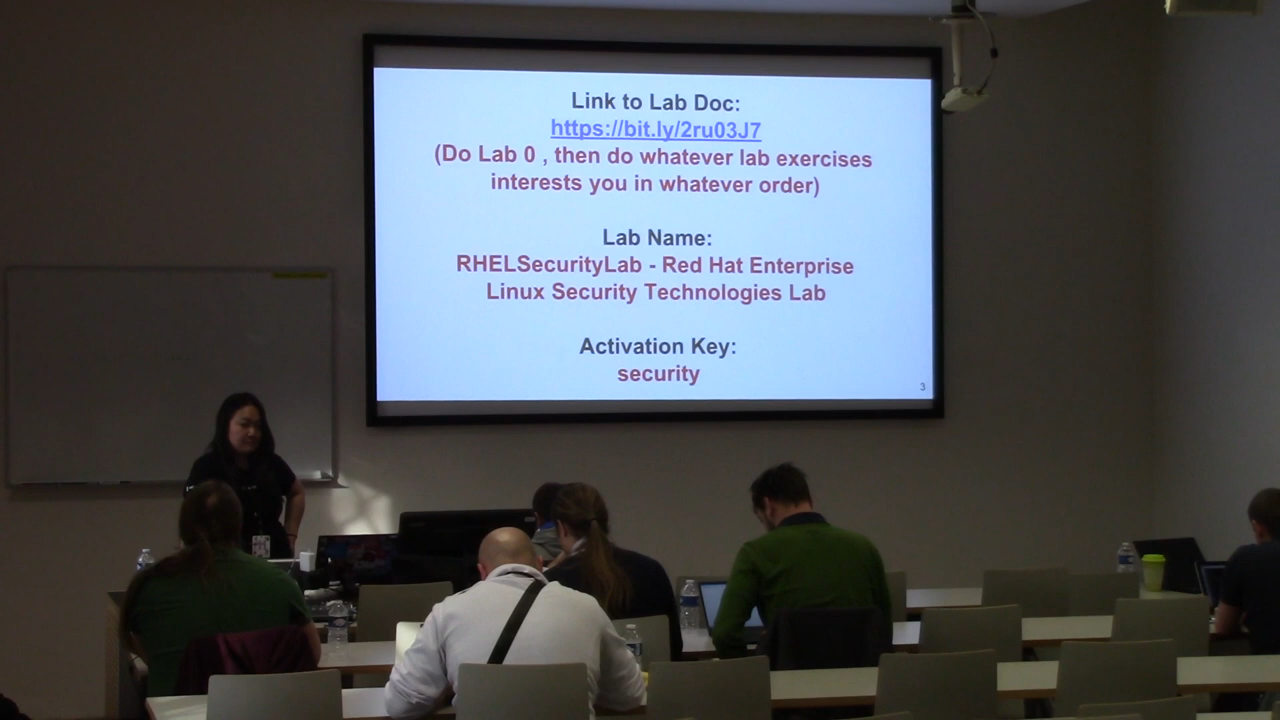 Link to Lab Doc:
https://bit.ly/2ru03J7
(Do Lab 0 , then do whatever lab exercises
interests you in whatever order)
Lab Name:
RHELSecurityLab - Red Hat Enterprise
Linux Security Technologies Lab
Activation Key:
security
3